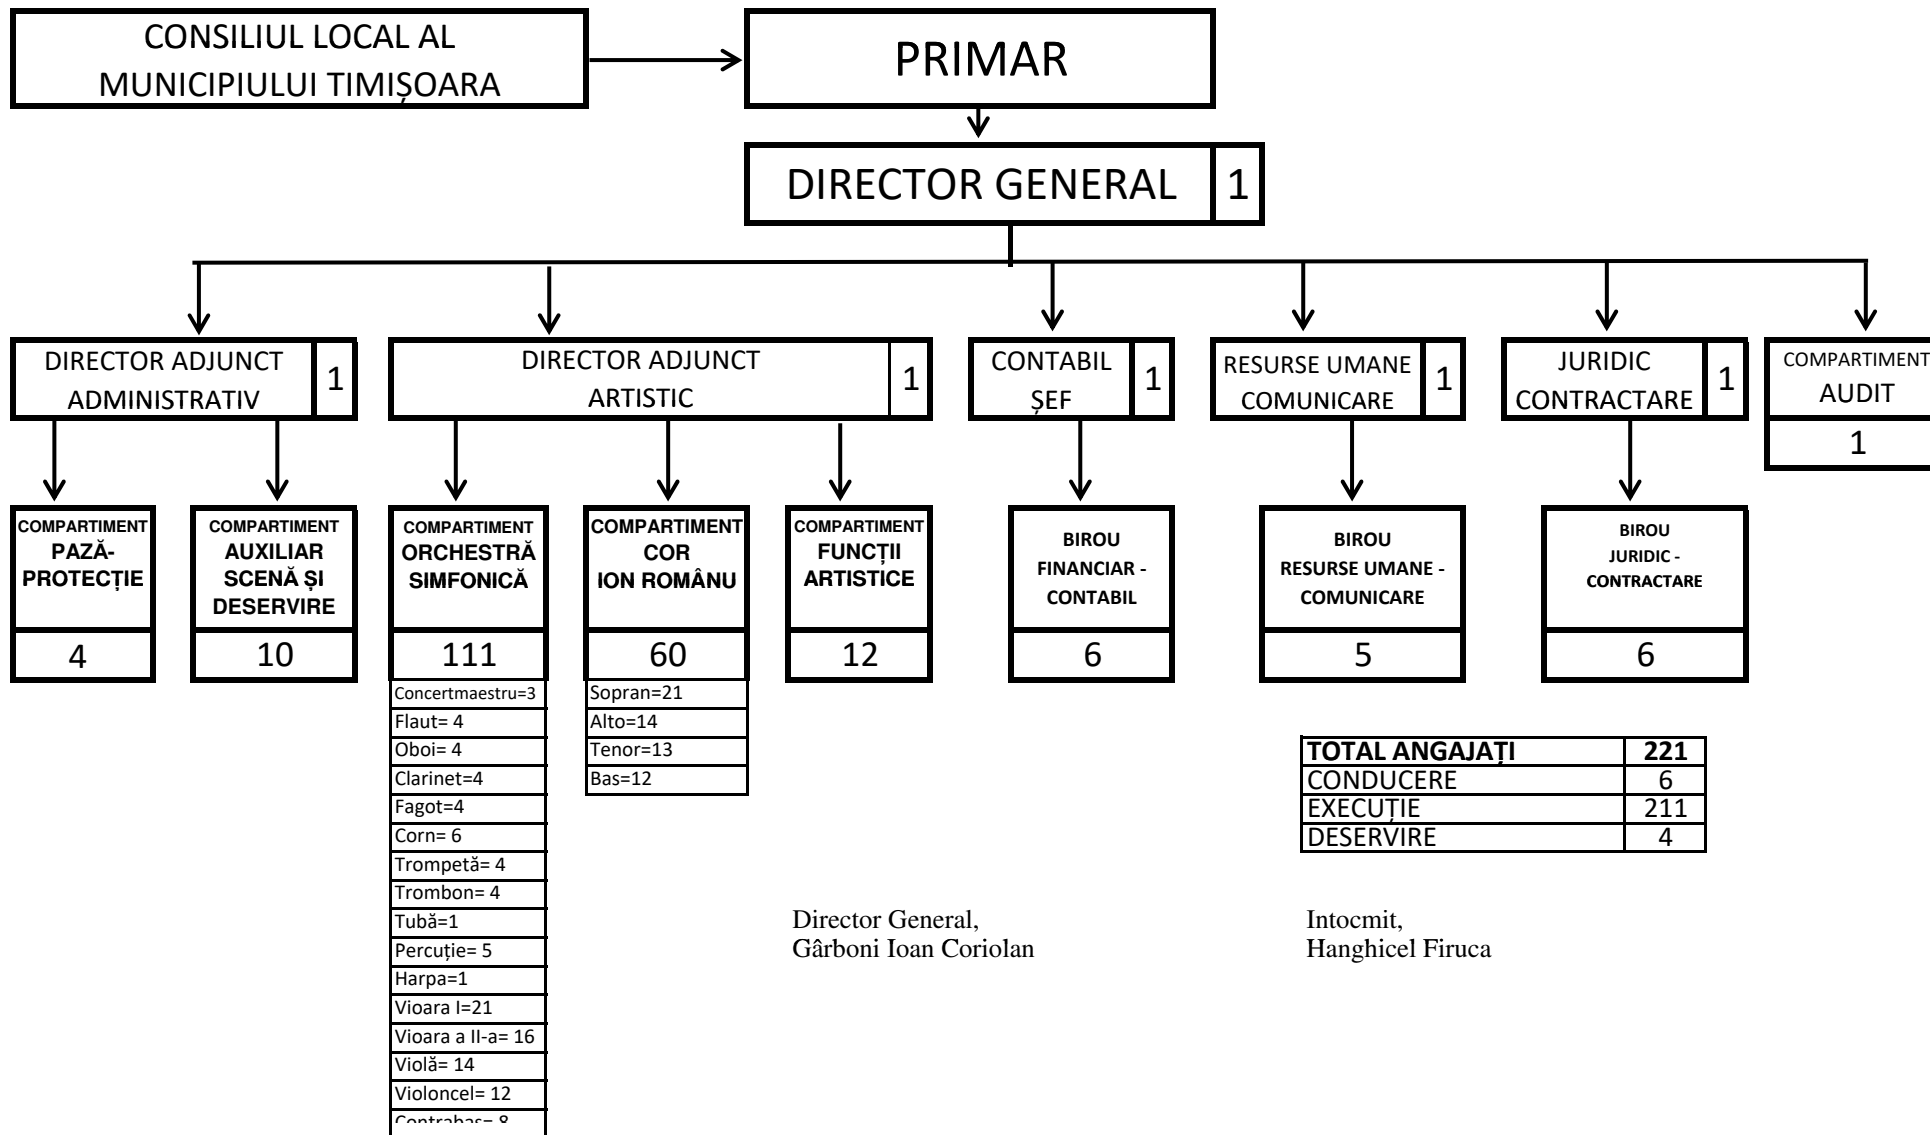 CONSILIUL LOCAL AL
MUNICIPIULUI TIMIȘOARA
PRIMAR
DIRECTOR GENERAL 1
DIRECTOR ADJUNCT
ADMINISTRATIV
1
DIRECTOR ADJUNCT
ARTISTIC
1
CONTABIL
ȘEF
1
RESURSE UMANE
COMUNICARE
1
JURIDIC
CONTRACTARE
1
COMPARTIMENT
AUDIT
1
COMPARTIMENT
PAZĂ-
PROTECȚIE
4
COMPARTIMENT
AUXILIAR
SCENĂ ȘI
DESERVIRE
10
COMPARTIMENT
ORCHESTRĂ
SIMFONICĂ
111
COMPARTIMENT
COR
ION ROMÂNU
60
COMPARTIMENT
FUNCȚII
ARTISTICE
12
BIROU
FINANCIAR -
CONTABIL
6
BIROU
RESURSE UMANE -
COMUNICARE
5
BIROU
JURIDIC -
CONTRACTARE
6
Concertmaestru=3
Flaut= 4
Oboi= 4
Clarinet=4
Fagot=4
Corn= 6
Trompetă= 4
Trombon= 4
Tubă=1
Percuție= 5
Harpa=1
Vioara I=21
Vioara a II-a= 16
Violă= 14
Violoncel= 12
Contrabas= 8
Sopran=21
Alto=14
Tenor=13
Bas=12
TOTAL ANGAJAȚI 221
CONDUCERE 6
EXECUȚIE 211
DESERVIRE 4
Director General,
Gârboni Ioan Coriolan
Intocmit,
Hanghicel Firuca